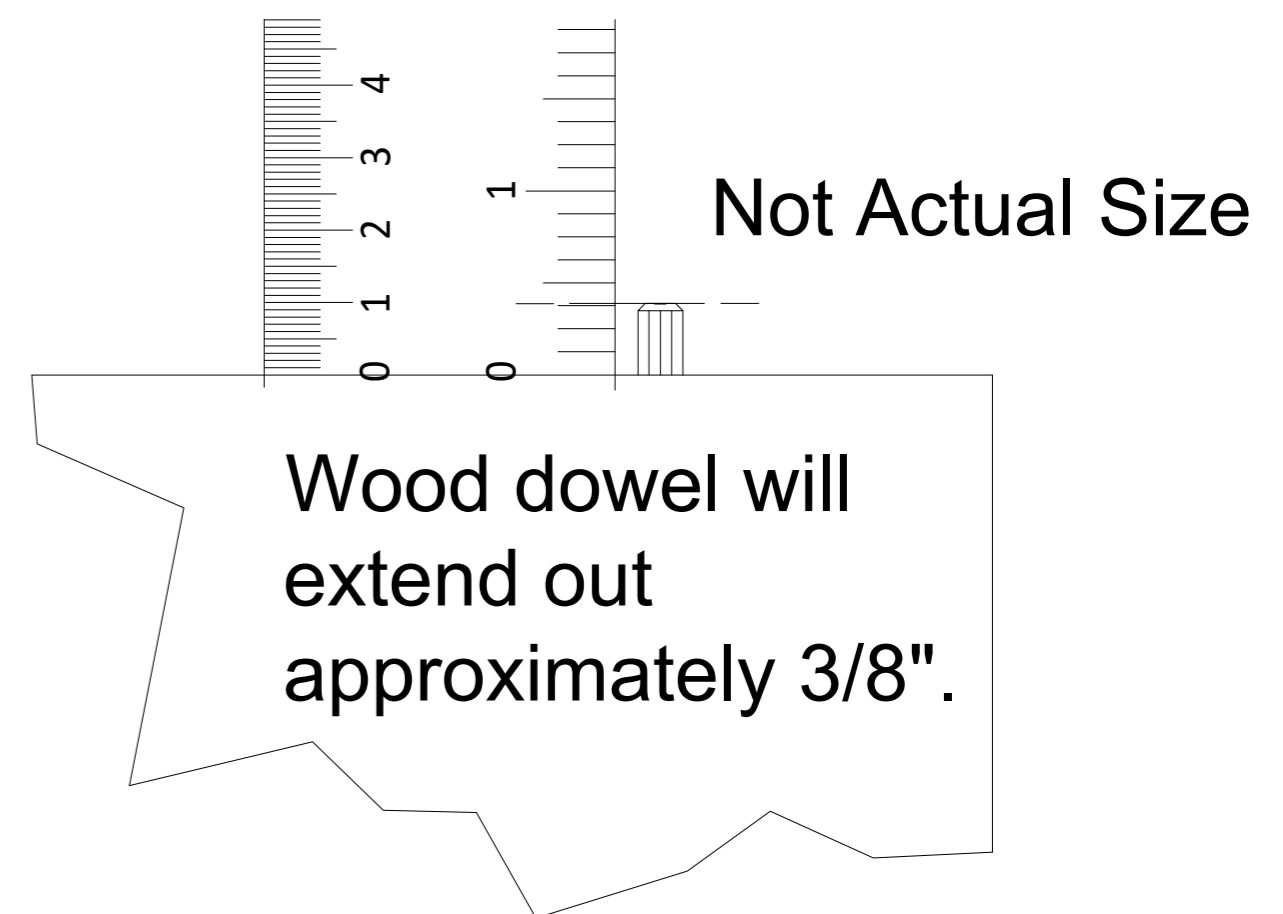 4
3
2
1
0
1
0
Not Actual Size
Wood dowel will
extend out
approximately 3/8".